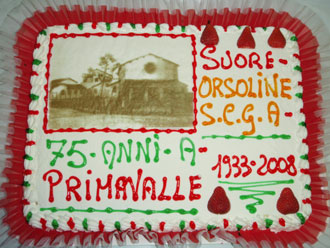 SUORE-
ORSOLINE
S.C.G.A-
75-ANNI-A-
1933-2008
PRIMAVALLE